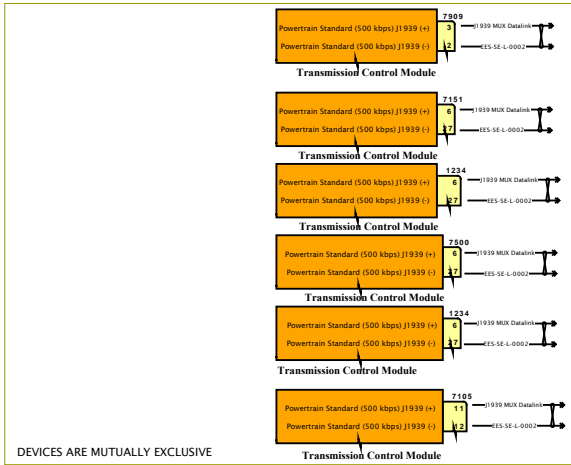 7909
Powertrain Standard (500 kbps) J1939 (+) 3 J1939 MUX Datalink
Powertrain Standard (500 kbps) J1939 (-) 2 EES-SE-L-0002
Transmission Control Module
7151
Powertrain Standard (500 kbps) J1939 (+) 6 J1939 MUX Datalink
Powertrain Standard (500 kbps) J1939 (-) 27 EES-SE-L-0002
Transmission Control Module
1234
Powertrain Standard (500 kbps) J1939 (+) 6 J1939 MUX Datalink
Powertrain Standard (500 kbps) J1939 (-) 27 EES-SE-L-0002
Transmission Control Module
7500
Powertrain Standard (500 kbps) J1939 (+) 6 J1939 MUX Datalink
Powertrain Standard (500 kbps) J1939 (-) 27 EES-SE-L-0002
Transmission Control Module
1234
Powertrain Standard (500 kbps) J1939 (+) 6 J1939 MUX Datalink
Powertrain Standard (500 kbps) J1939 (-) 27 EES-SE-L-0002
Transmission Control Module
7105
Powertrain Standard (500 kbps) J1939 (+) 11 J1939 MUX Datalink
Powertrain Standard (500 kbps) J1939 (-) 12 EES-SE-L-0002
Transmission Control Module
DEVICES ARE MUTUALLY EXCLUSIVE